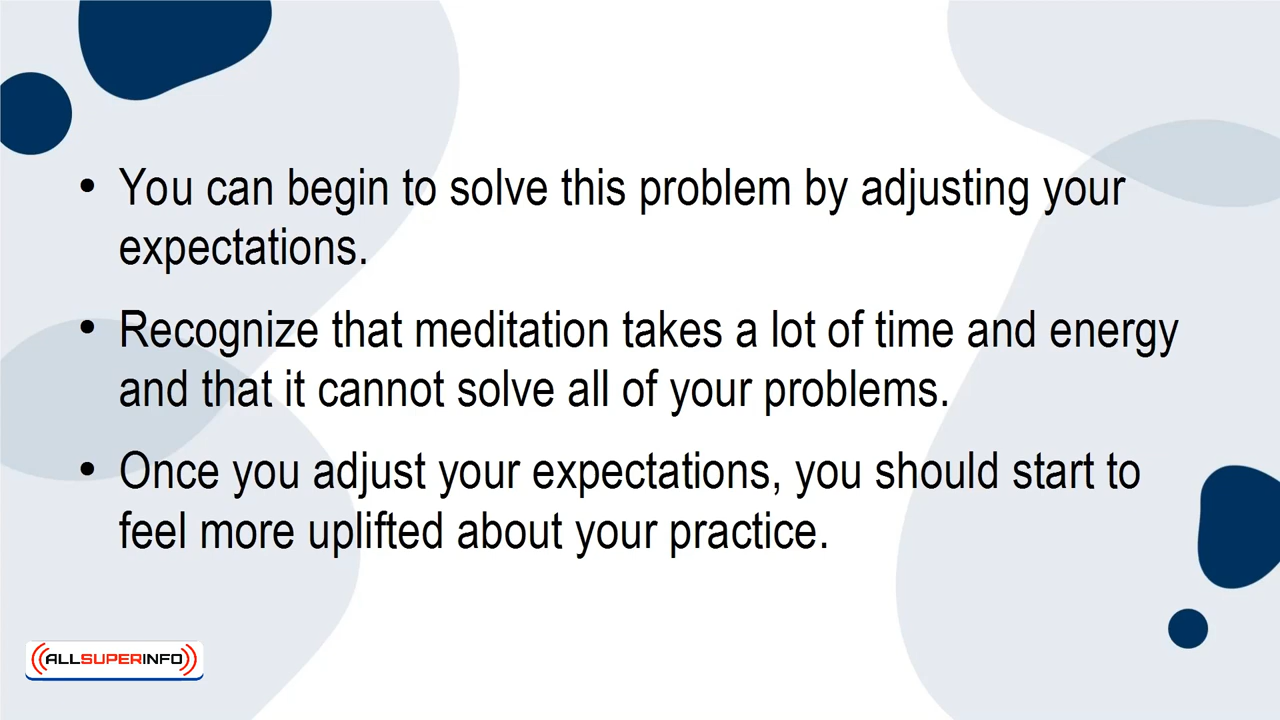 • You can begin to solve this problem by adjusting your
expectations.
• Recognize that meditation takes a lot of time and energy
and that it cannot solve all of your problems.
• Once you adjust your expectations, you should start to
feel more uplifted about your practice.
ALLSUPERINFO